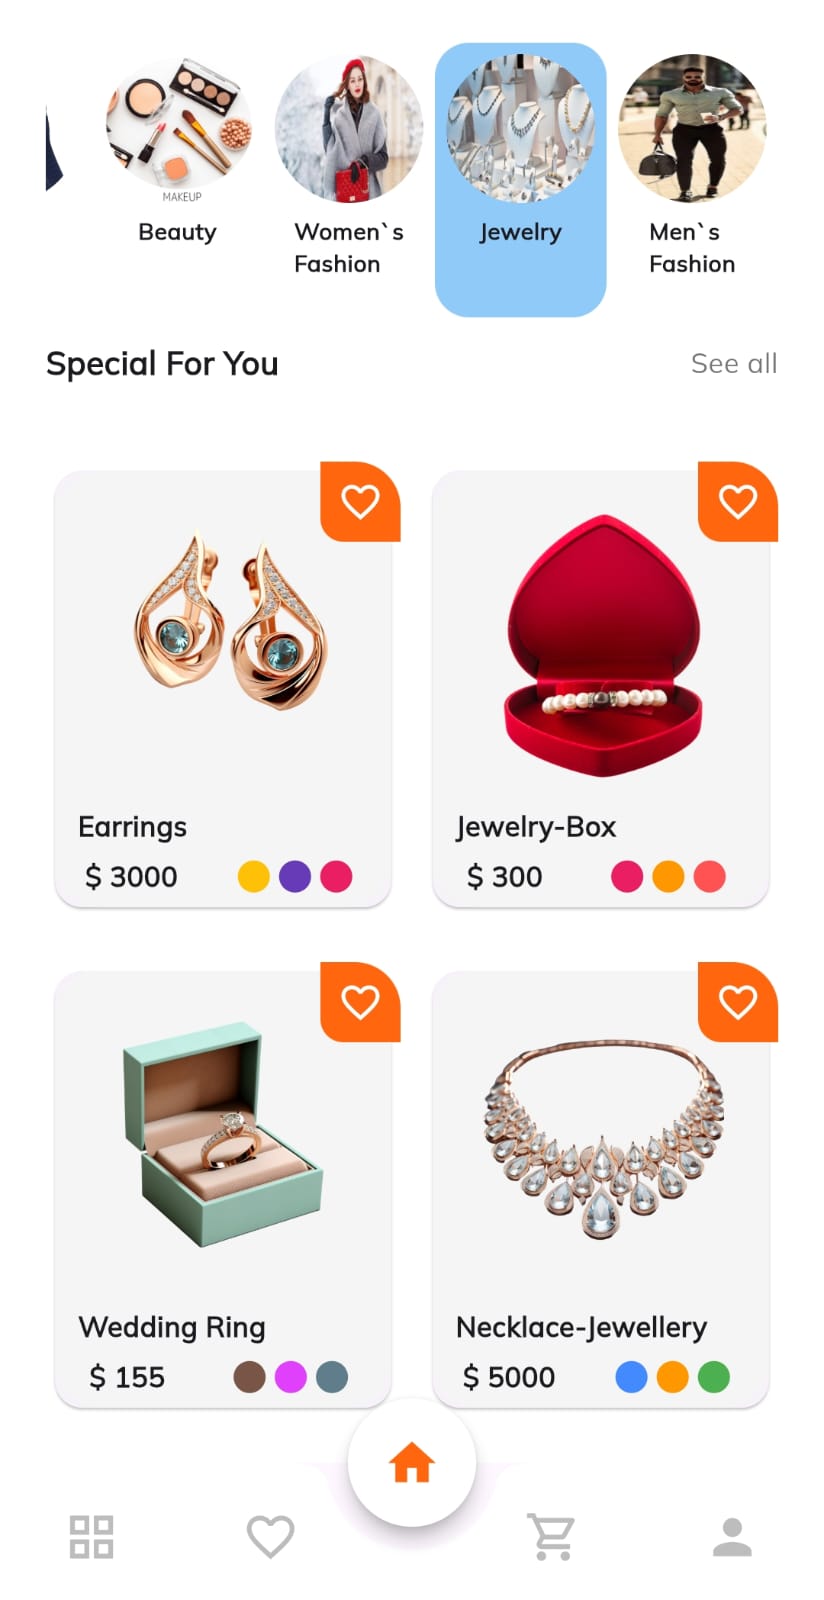 MAKEUP
Beauty
Women`s
Fashion
Jewelry
Men`s
Fashion
Special For You
See all
Earrings
$ 3000
Jewelry-Box
$ 300
Wedding Ring
$ 155
Necklace-Jewellery
$ 5000